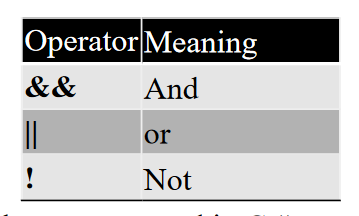 Operator Meaning
&& And
|| or
! Not